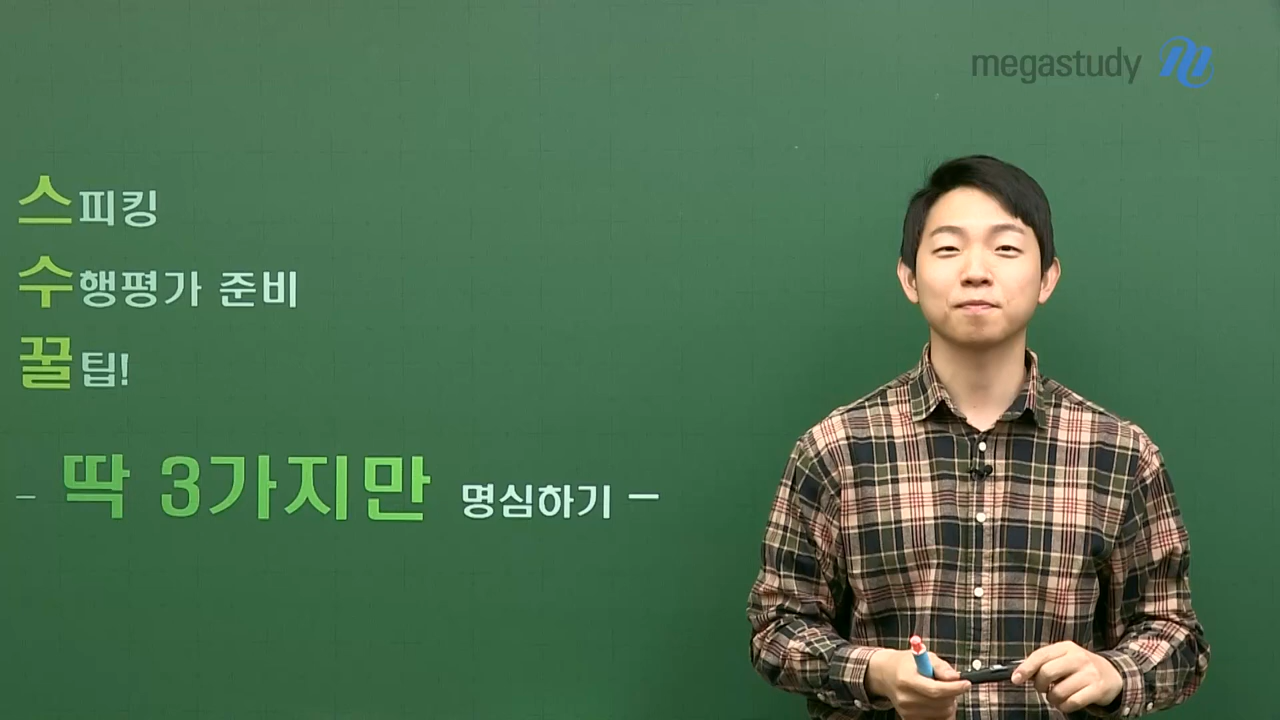 megastudy
스피킹
수행평가 준비
꿀팁!
- 딱 3가지만 명심하기 -